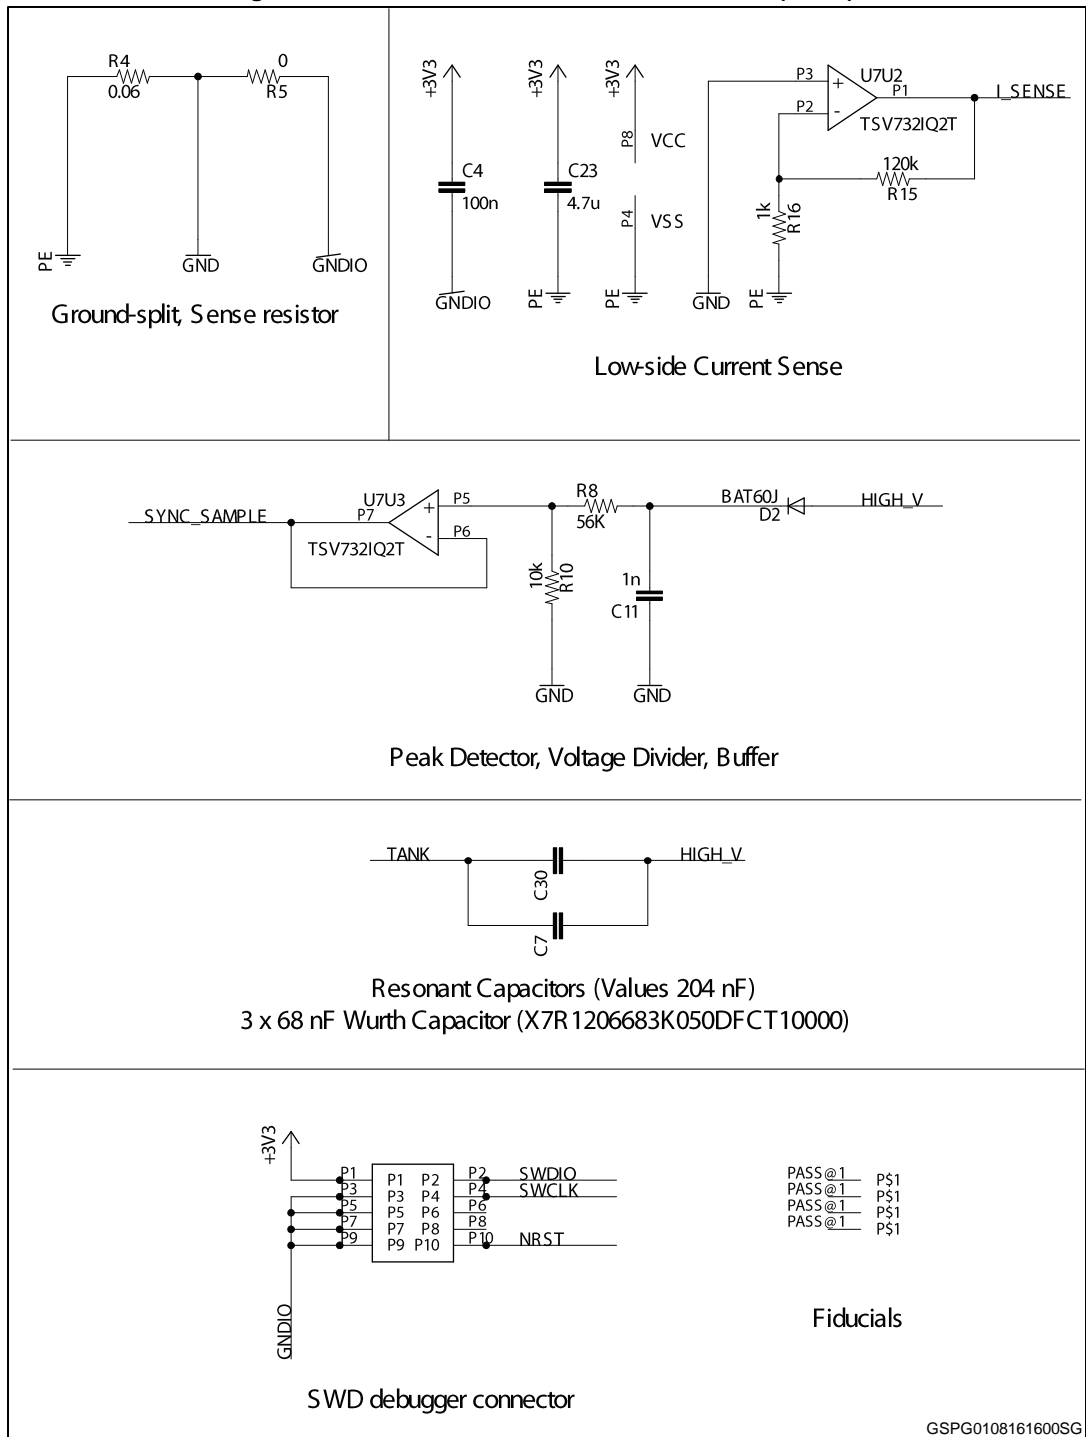 R4
0.06
0
R5
PE
GND
GNDIO
Ground-split, Sense resistor
+3V3
C4
100n
GNDIO
+3V3
C23
4.7u
PE
+3V3
P8
VCC
P4
VSS
PE
P3
U7U2
P1
I_SENSE
P2
+
-
TSV732IQ2T
120k
R15
1k
R16
GND
PE
Low-side Current Sense
SYNC_SAMPLE
P7
U7U3
+
-
P5
P6
TSV732IQ2T
R8
56K
BAT60J
D2
HIGH_V
10k
R10
1n
C11
GND
GND
Peak Detector, Voltage Divider, Buffer
TANK
HIGH_V
C30
C7
Resonant Capacitors (Values 204 nF)
3 x 68 nF Wurth Capacitor (X7R1206683K050DFCT10000)
+3V3
P1 P1 P2 P2 SWDIO
P3 P3 P4 P4 SWCLK
P5 P5 P6 P6
P7 P7 P8 P8
P9 P9 P10 P10 NRST
GNDIO
SWD debugger connector
PASS@1 P$1
PASS@1 P$1
PASS@1 P$1
PASS@1 P$1
Fiducials
GSPG0108161600SG